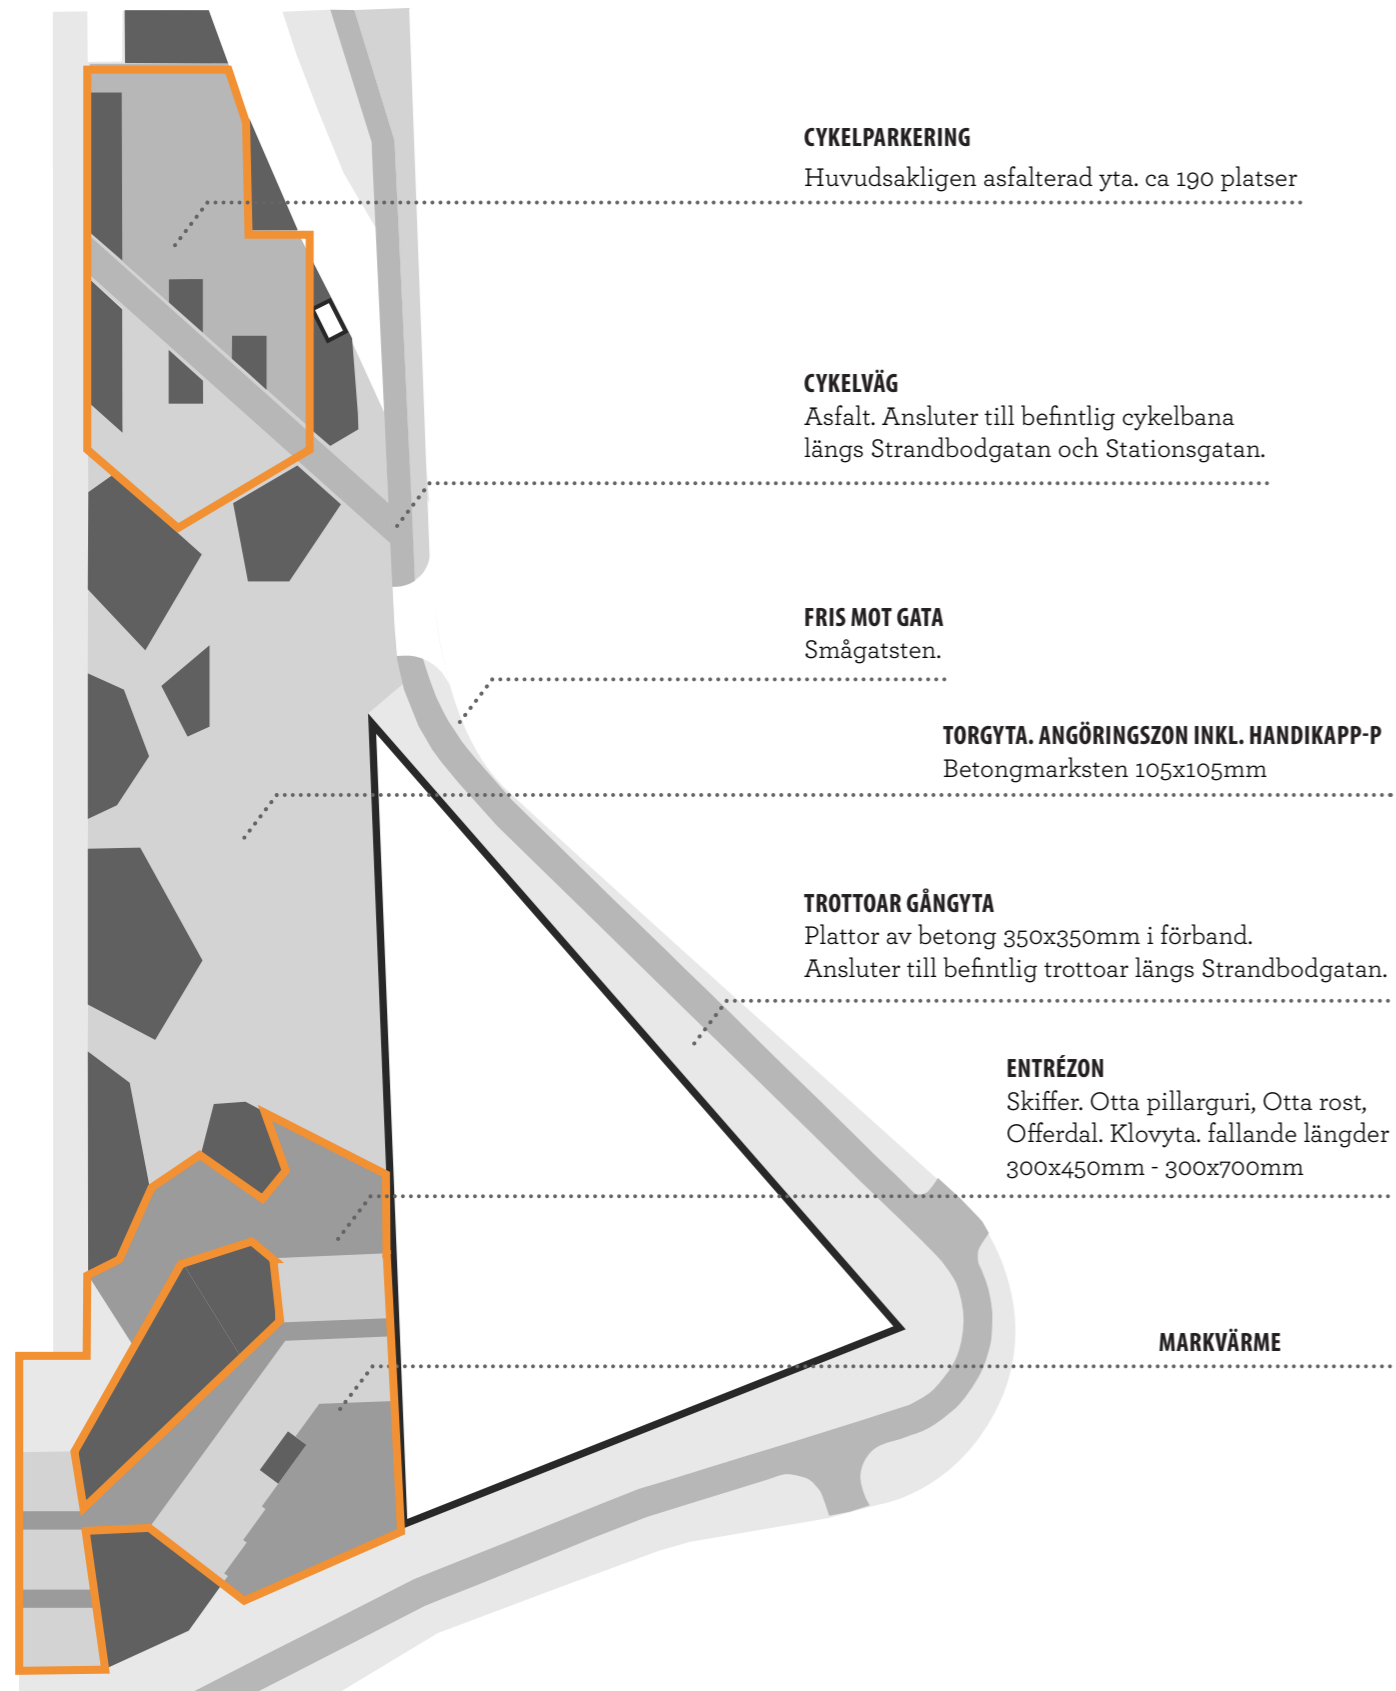 CYKELPARKERING
Huvudsakligen asfalterad yta. ca 190 platser
CYKELVÄG
Asfalt. Ansluter till befintlig cykelbana
längs Strandbodgatan och Stationsgatan.
FRIS MOT GATA
Smågatsten.
TORGYTA. ANGÖRINGSZON INKL. HANDIKAPP-P
Betongmarksten 105x105mm
TROTTOAR GÅNGYTA
Plattor av betong 350x350mm i förband.
Ansluter till befintlig trottoar längs Strandbodgatan.
ENTRÉZON
Skiffer. Otta pillarguri, Otta rost,
Offerdal. Klovyta. fallande längder
300x450mm - 300x700mm
MARKVÄRME